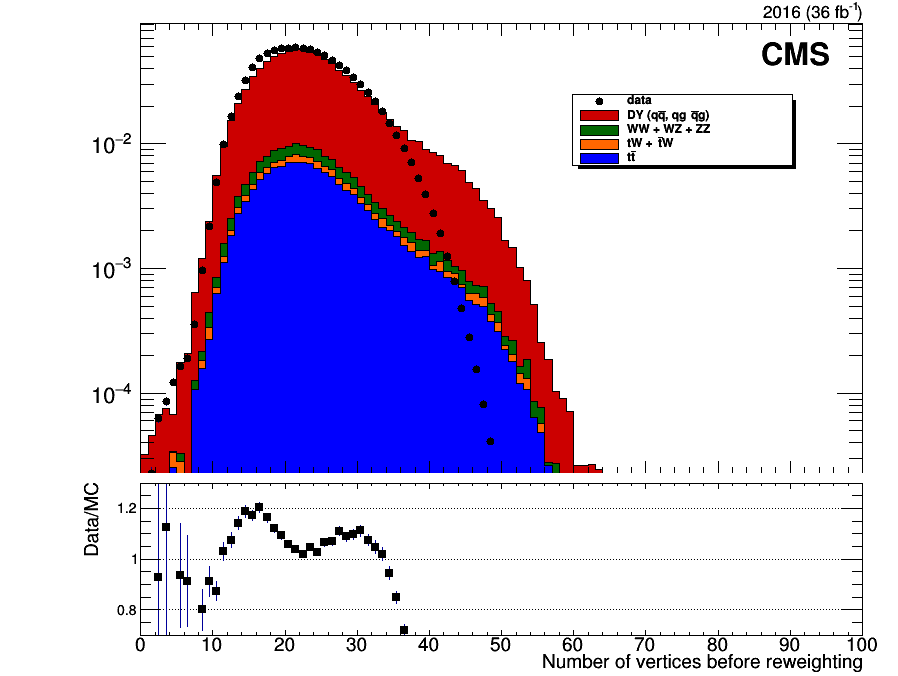 2016 (36 fb⁻¹)
CMS
data
DY (qq̅, qg q̅g)
WW + WZ + ZZ
tW + t̅W
tt̅
10⁻²
10⁻³
10⁻⁴
Data/MC
1.2
1
0.8
0 10 20 30 40 50 60 70 80 90 100
Number of vertices before reweighting